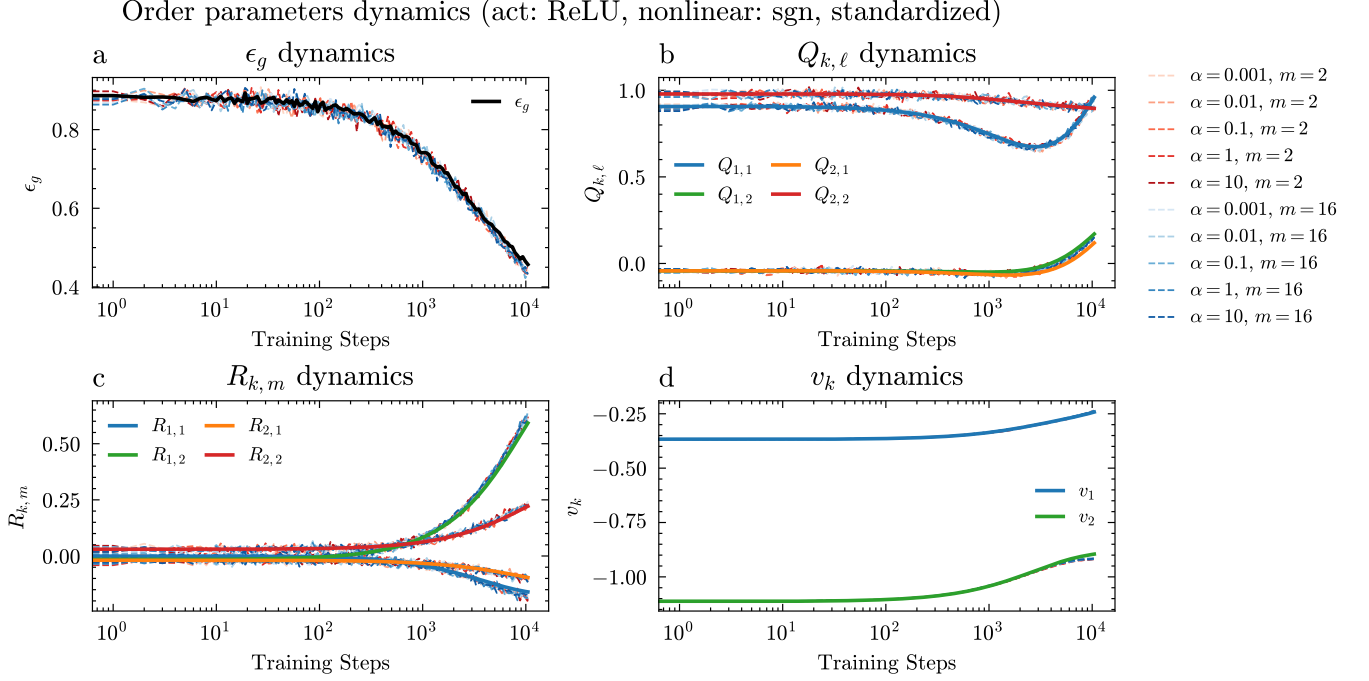 Order parameters dynamics (act: ReLU, nonlinear: sgn, standardized)
a
ϵ_g dynamics
ϵ_g
0.8
0.6
0.4
ϵ_g
10^0
10^1
10^2
10^3
10^4
Training Steps
b
Q_{k,ℓ} dynamics
1.0
0.5
0.0
Q_{k,ℓ}
Q_{1,1}
Q_{2,1}
Q_{1,2}
Q_{2,2}
10^0
10^1
10^2
10^3
10^4
Training Steps
α = 0.001, m = 2
α = 0.01, m = 2
α = 0.1, m = 2
α = 1, m = 2
α = 10, m = 2
α = 0.001, m = 16
α = 0.01, m = 16
α = 0.1, m = 16
α = 1, m = 16
α = 10, m = 16
c
R_{k,m} dynamics
R_{1,1}
R_{2,1}
R_{1,2}
R_{2,2}
0.50
0.25
0.00
R_{k,m}
10^0
10^1
10^2
10^3
10^4
Training Steps
d
v_k dynamics
−0.25
−0.50
−0.75
−1.00
v_k
v_1
v_2
10^0
10^1
10^2
10^3
10^4
Training Steps